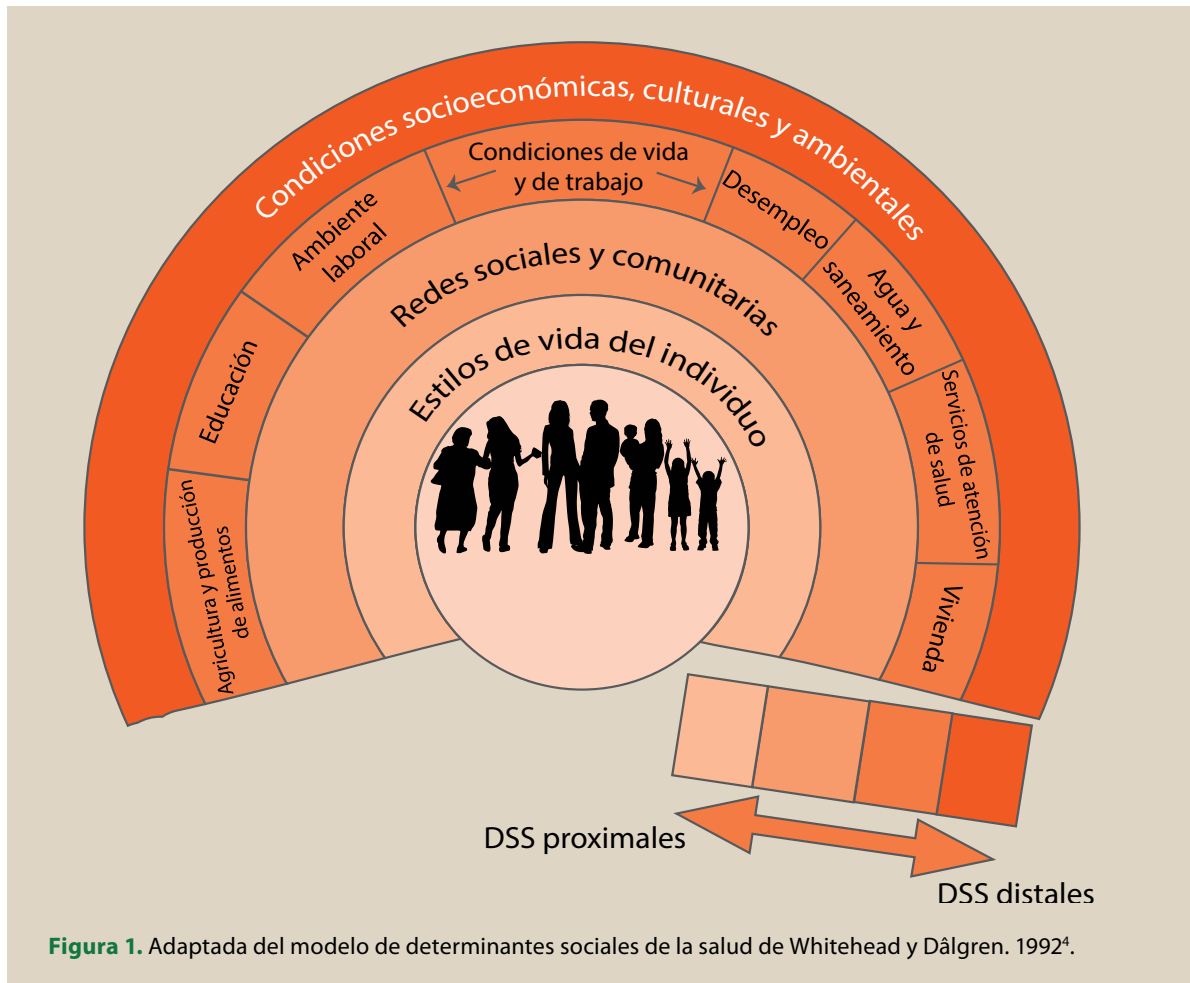 Condiciones socioeconómicas, culturales y ambientales
Condiciones de vida
y de trabajo
Agricultura y producción
de alimentos
Educación
Ambiente
laboral
Desempleo
Agua y
saneamiento
Servicios de atención
de salud
Vivienda
Redes sociales y comunitarias
Estilos de vida del individuo
DSS proximales
DSS distales
Figura 1. Adaptada del modelo de determinantes sociales de la salud de Whitehead y Dâlgren. 1992⁴.